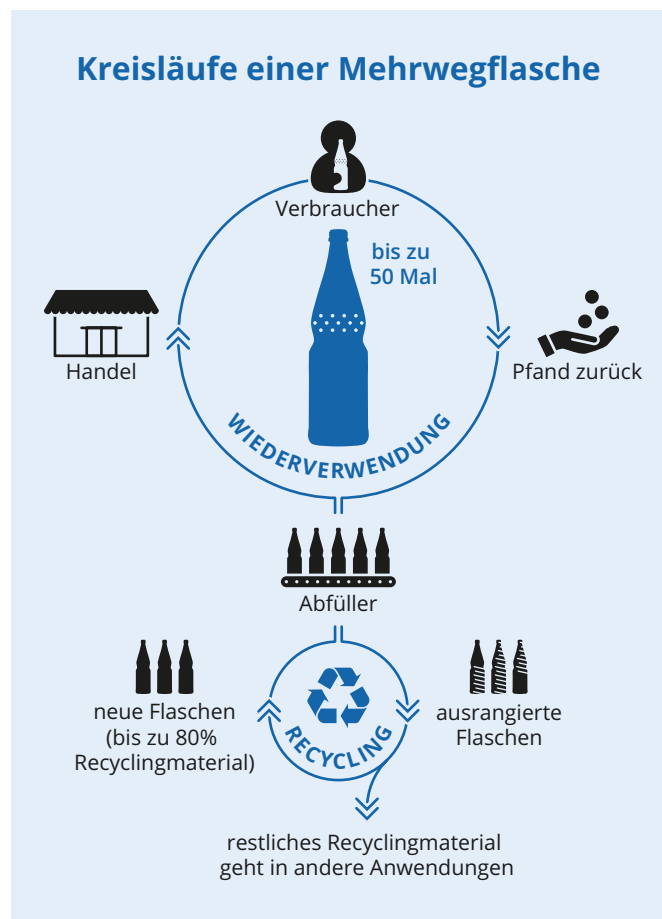 Kreisläufe einer Mehrwegflasche
Verbraucher
bis zu
50 Mal
Handel
Pfand zurück
WIEDERVERWENDUNG
Abfüller
neue Flaschen
(bis zu 80%
Recyclingmaterial)
RECYCLING
ausrangierte
Flaschen
restliches Recyclingmaterial
geht in andere Anwendungen